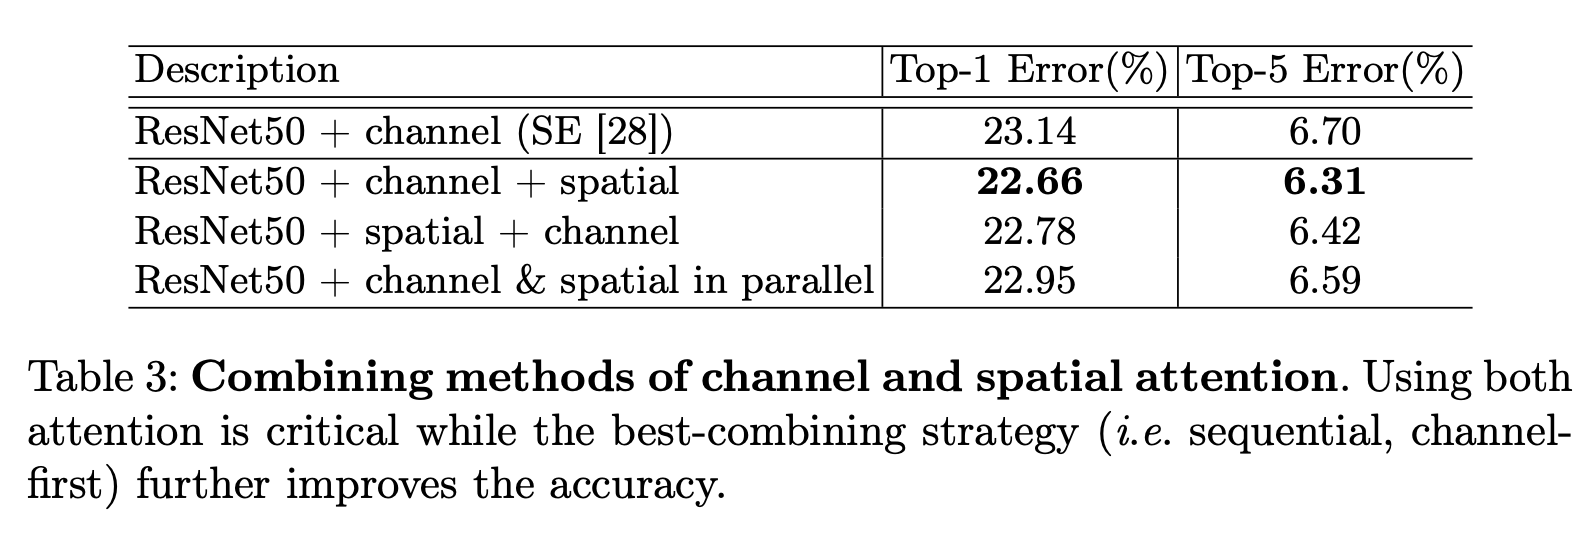 Description Top-1 Error(%) Top-5 Error(%)
ResNet50 + channel (SE [28]) 23.14 6.70
ResNet50 + channel + spatial 22.66 6.31
ResNet50 + spatial + channel 22.78 6.42
ResNet50 + channel & spatial in parallel 22.95 6.59
Table 3: Combining methods of channel and spatial attention. Using both
attention is critical while the best-combining strategy (i.e. sequential, channel-
first) further improves the accuracy.